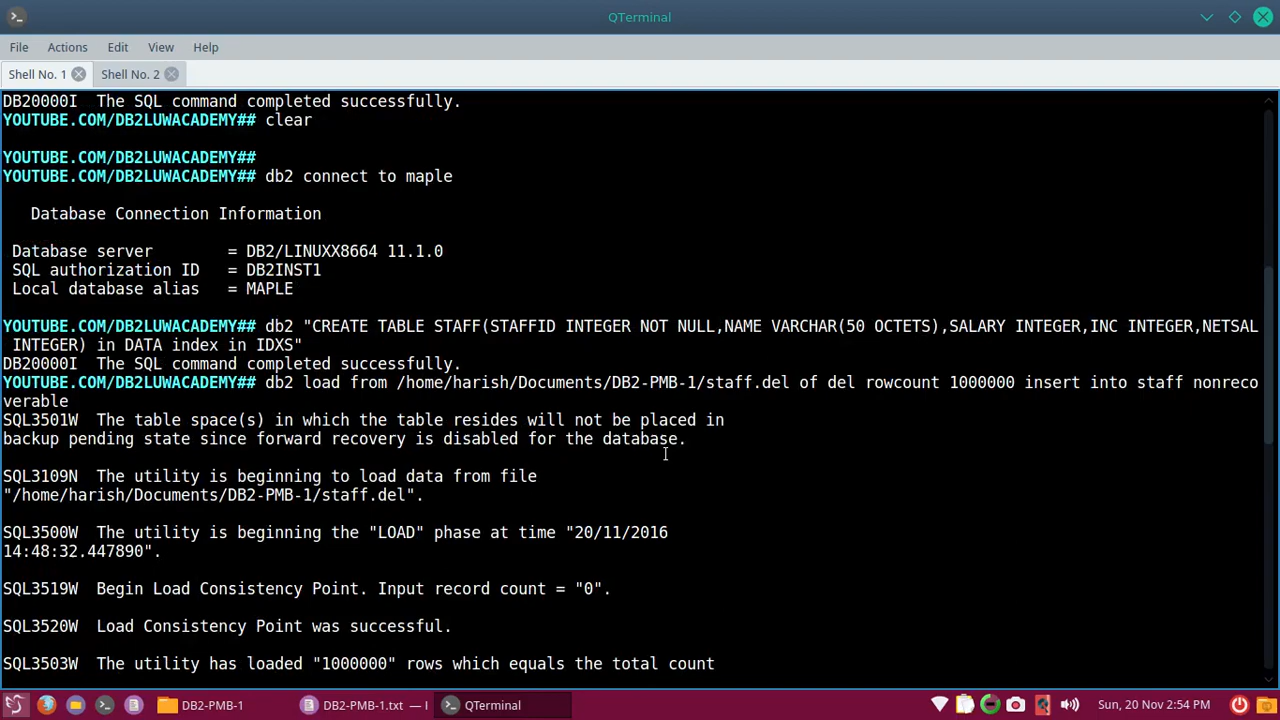 QTerminal
File Actions Edit View Help
Shell No. 1 Shell No. 2
DB20000I  The SQL command completed successfully.
YOUTUBE.COM/DB2LUWACADEMY## clear
YOUTUBE.COM/DB2LUWACADEMY##
YOUTUBE.COM/DB2LUWACADEMY## db2 connect to maple
Database Connection Information
Database server        = DB2/LINUXX8664 11.1.0
SQL authorization ID   = DB2INST1
Local database alias   = MAPLE
YOUTUBE.COM/DB2LUWACADEMY## db2 "CREATE TABLE STAFF(STAFFID INTEGER NOT NULL,NAME VARCHAR(50 OCTETS),SALARY INTEGER,INC INTEGER,NETSAL
INTEGER) in DATA index in IDXS"
DB20000I  The SQL command completed successfully.
YOUTUBE.COM/DB2LUWACADEMY## db2 load from /home/harish/Documents/DB2-PMB-1/staff.del of del rowcount 1000000 insert into staff nonreco
verable
SQL3501W  The table space(s) in which the table resides will not be placed in
backup pending state since forward recovery is disabled for the database.
SQL3109N  The utility is beginning to load data from file
"/home/harish/Documents/DB2-PMB-1/staff.del".
SQL3500W  The utility is beginning the "LOAD" phase at time "20/11/2016
14:48:32.447890".
SQL3519W  Begin Load Consistency Point. Input record count = "0".
SQL3520W  Load Consistency Point was successful.
SQL3503W  The utility has loaded "1000000" rows which equals the total count
DB2-PMB-1 DB2-PMB-1.txt — QTerminal Sun, 20 Nov 2:54 PM